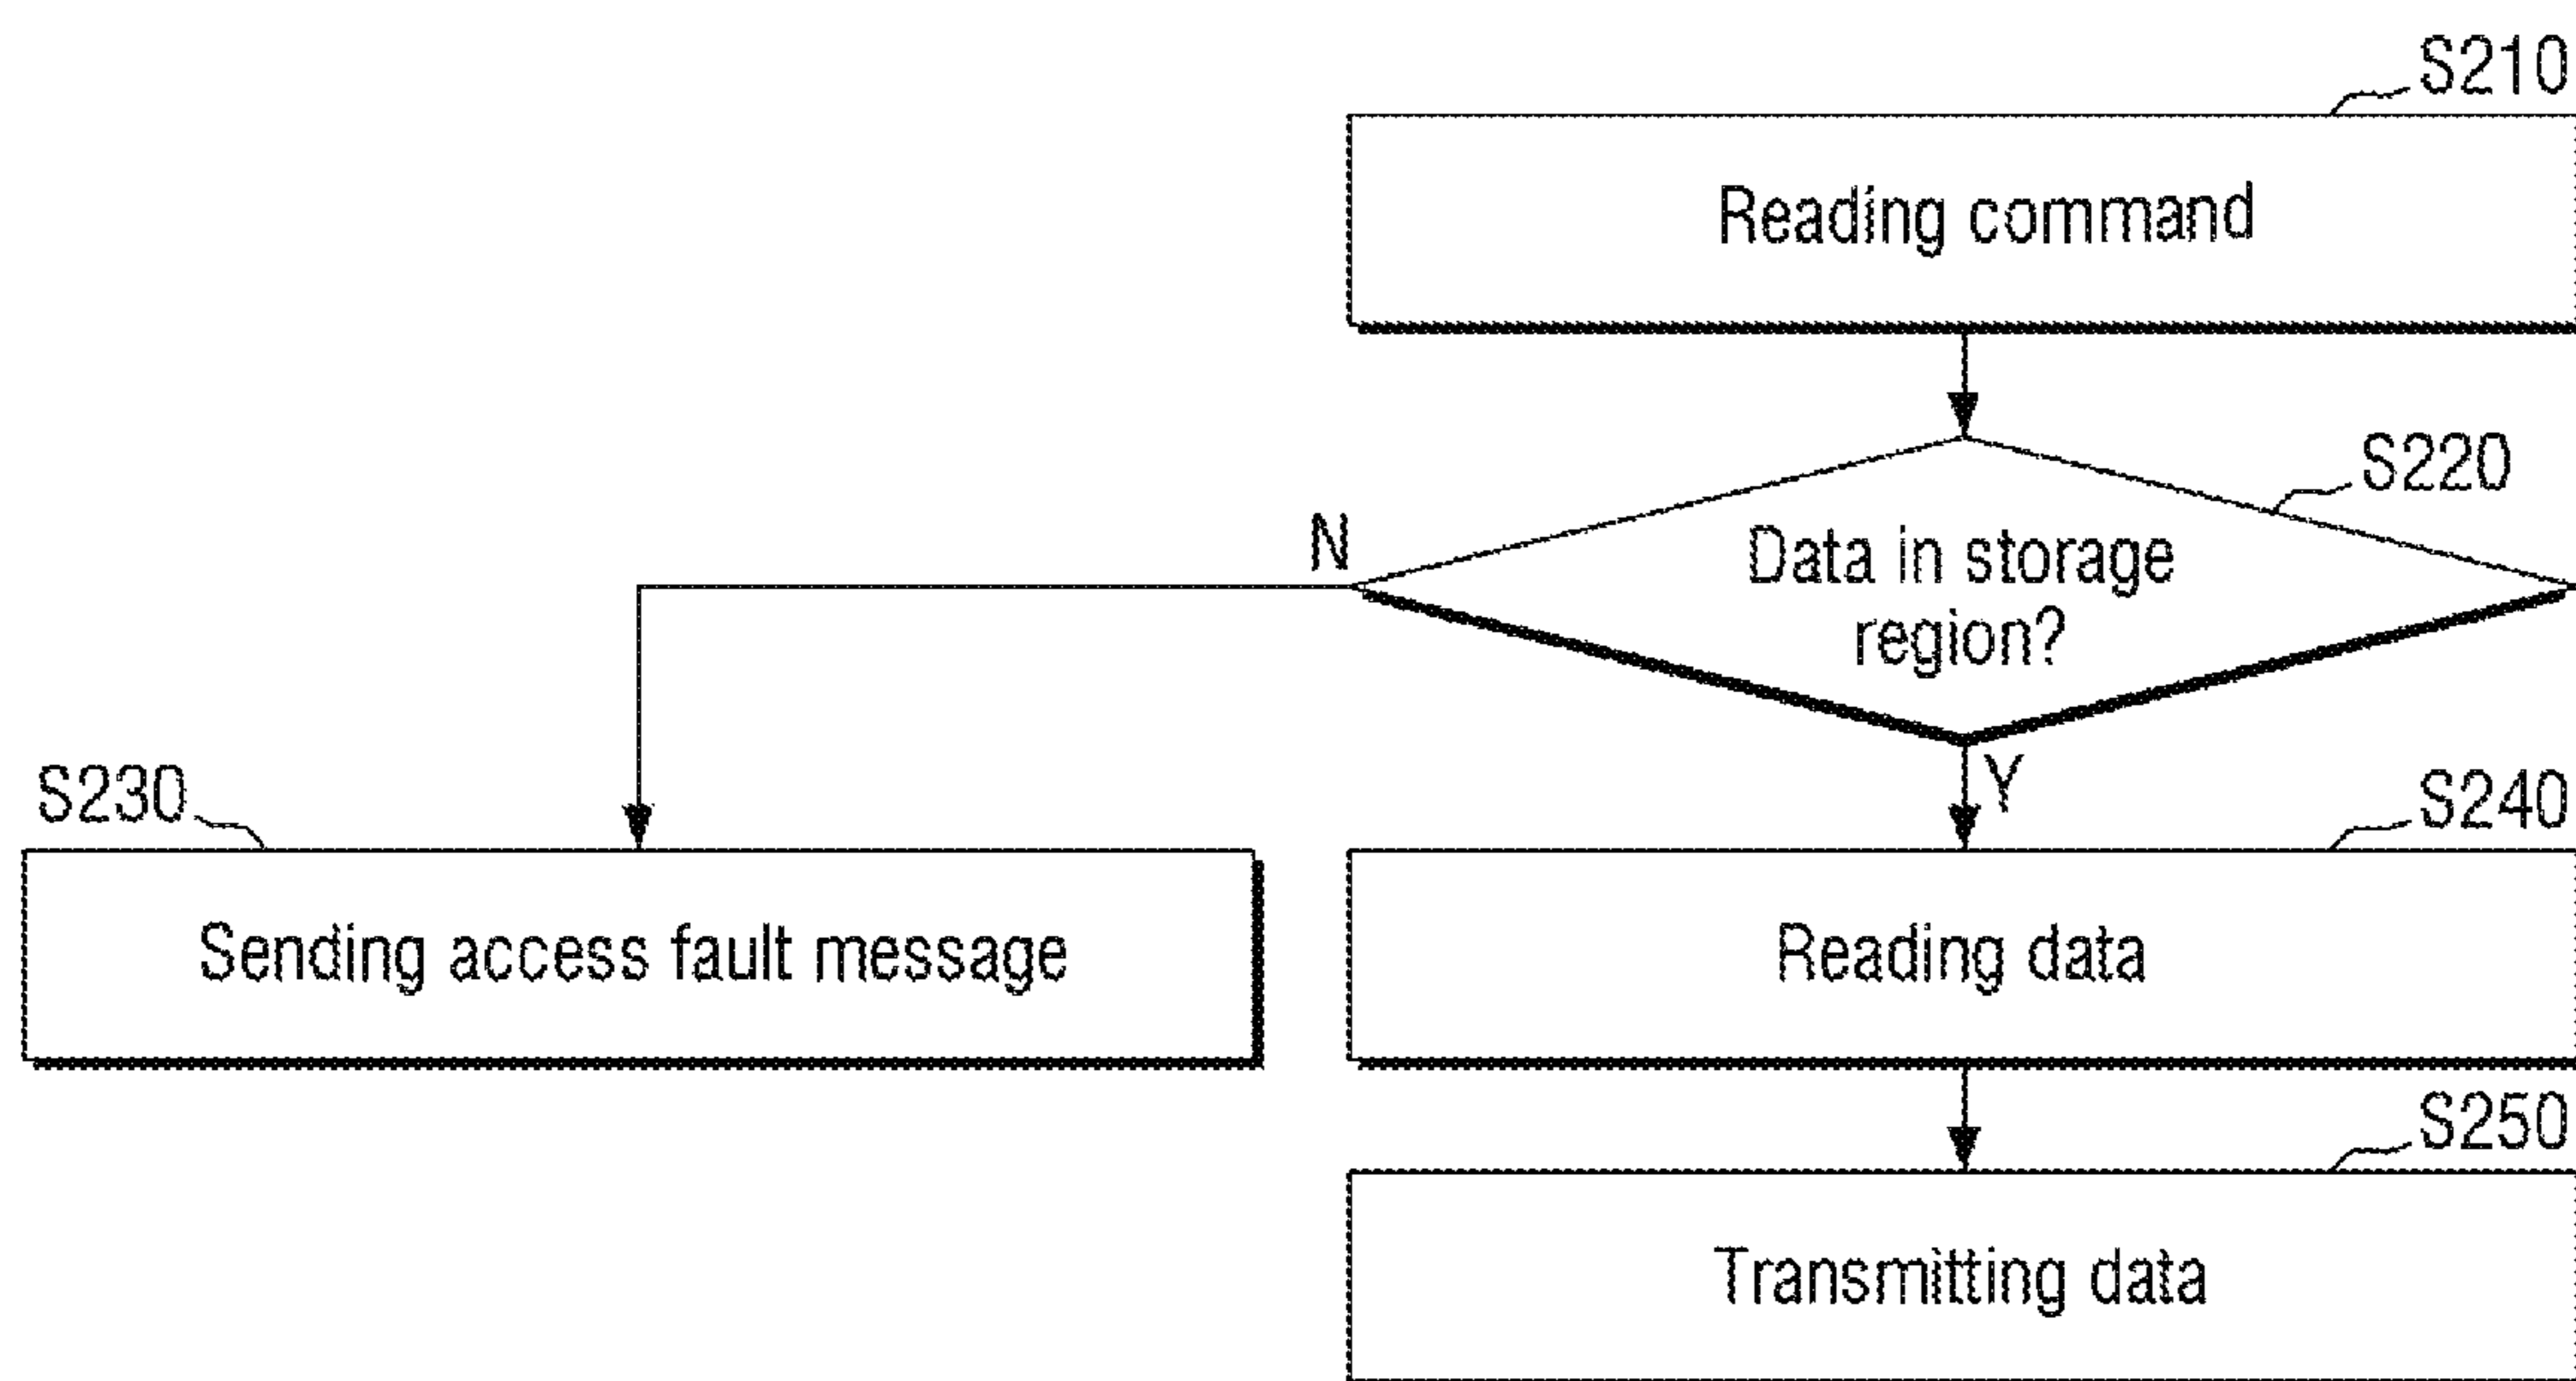 S210
Reading command
S220
N
Data in storage
region?
Y
S230
S240
Sending access fault message
Reading data
S250
Transmitting data